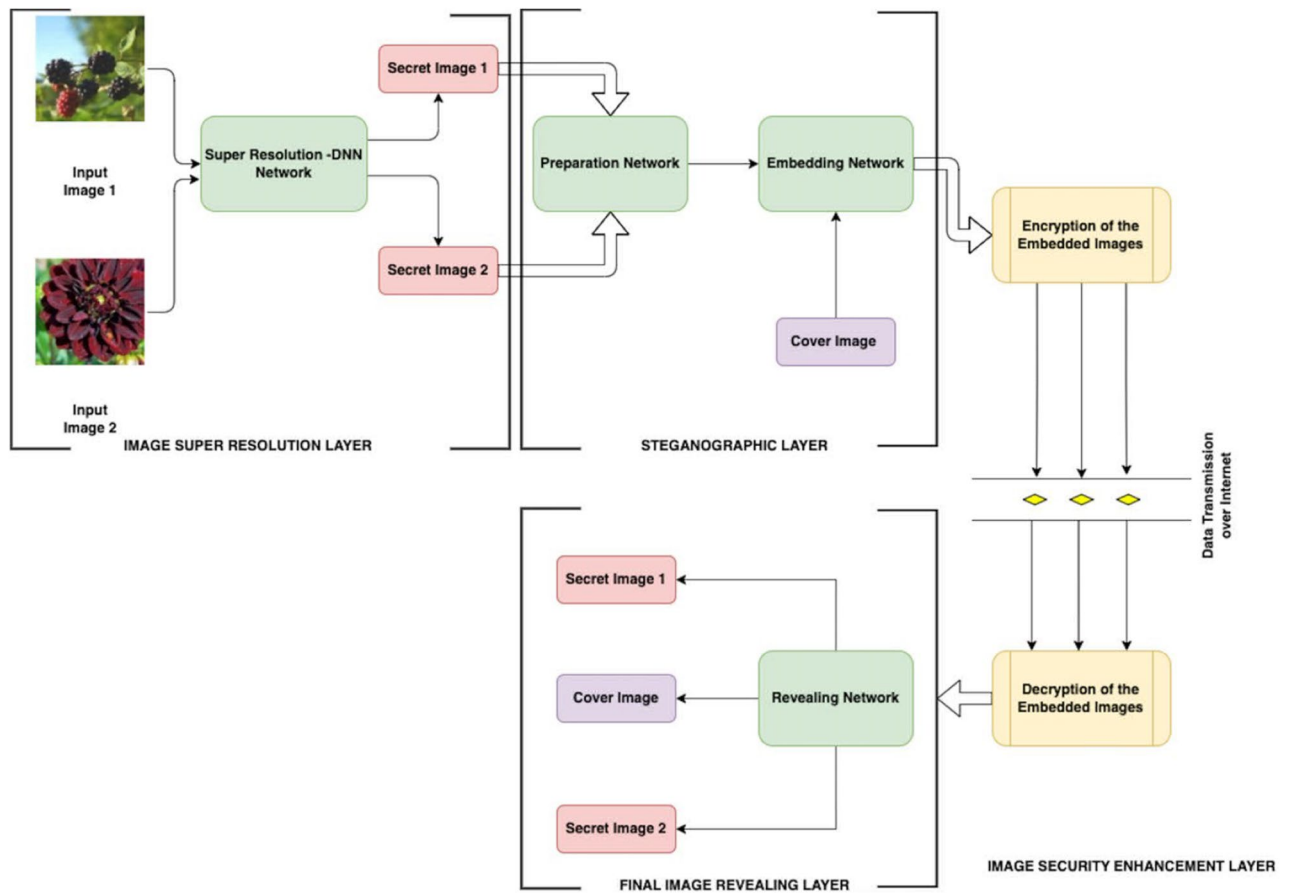 Input
Image 1
Super Resolution -DNN
Network
Secret Image 1
Secret Image 2
Input
Image 2
IMAGE SUPER RESOLUTION LAYER
Preparation Network
Embedding Network
Cover Image
STEGANOGRAPHIC LAYER
Encryption of the
Embedded Images
Data Transmission
over Internet
Decryption of the
Embedded Images
IMAGE SECURITY ENHANCEMENT LAYER
Revealing Network
Secret Image 1
Cover Image
Secret Image 2
FINAL IMAGE REVEALING LAYER